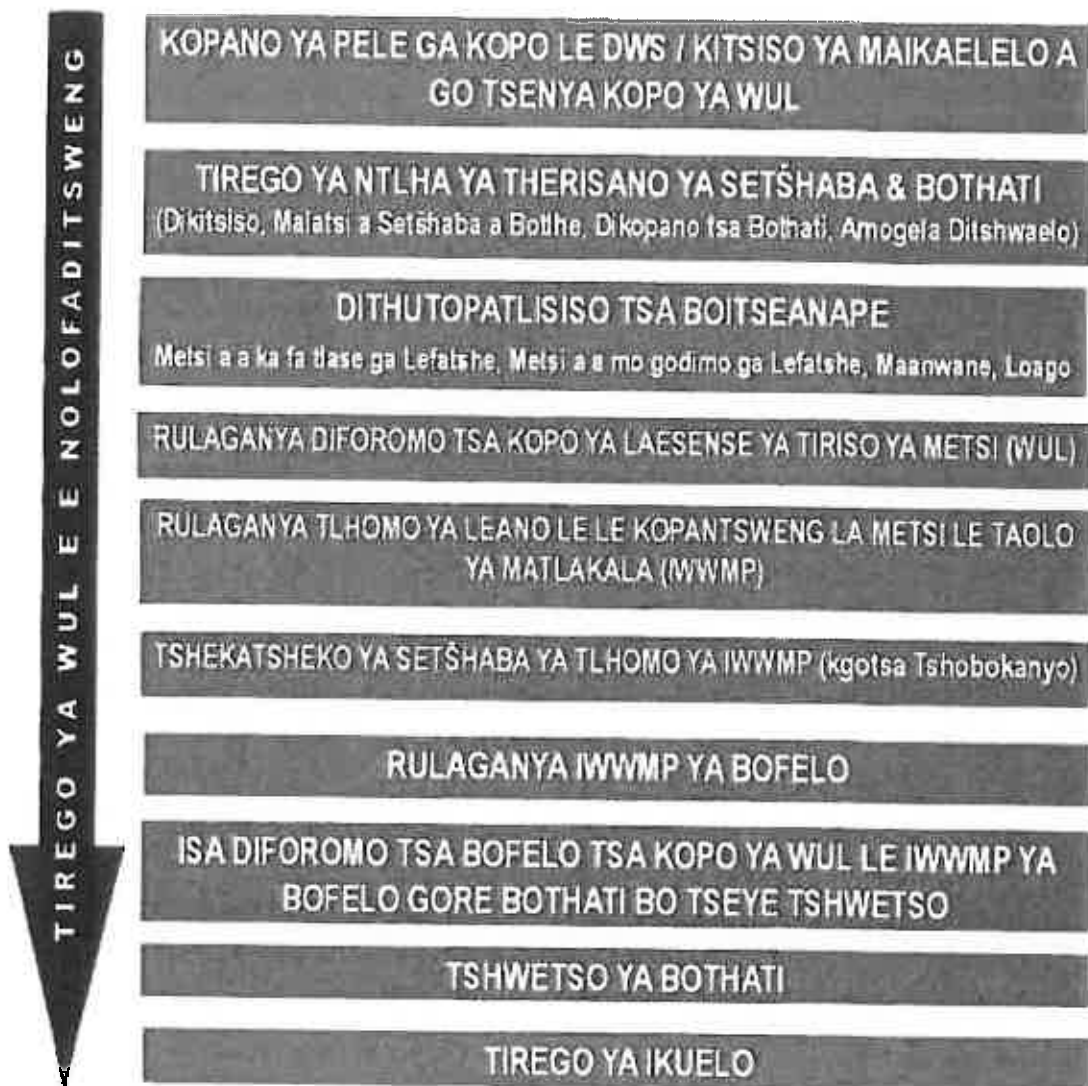 TIREGO YA WUL E NOLOFADITSWENG
KOPANO YA PELE GA KOPO LE DWS / KITSISO YA MAIKAELELO A
GO TSENYA KOPO YA WUL
TIREGO YA NTLHA YA THERISANO YA SETŠHABA & BOTHATI
(Dikitsiso, Malatsi a Setšhaba a Botlhe, Dikopano tsa Bothati, Amogela Ditshwaelo)
DITHUTOPATLISISO TSA BOITSEANAPE
Metsi a a ka fa tlase ga Lefatshe, Metsi a a mo godimo ga Lefatshe, Maanwane, Loago
RULAGANYA DIFOROMO TSA KOPO YA LAESENSE YA TIRISO YA METSI (WUL)
RULAGANYA TLHOMO YA LEANO LE LE KOPANTSWENG LA METSI LE TAOLO
YA MATLAKALA (IWWMP)
TSHEKATSHEKO YA SETŠHABA YA TLHOMO YA IWWMP (kgotsa Tshobokanyo)
RULAGANYA IWWMP YA BOFELO
ISA DIFOROMO TSA BOFELO TSA KOPO YA WUL LE IWWMP YA
BOFELO GORE BOTHATI BO TSEYE TSHWETSO
TSHWETSO YA BOTHATI
TIREGO YA IKUELO